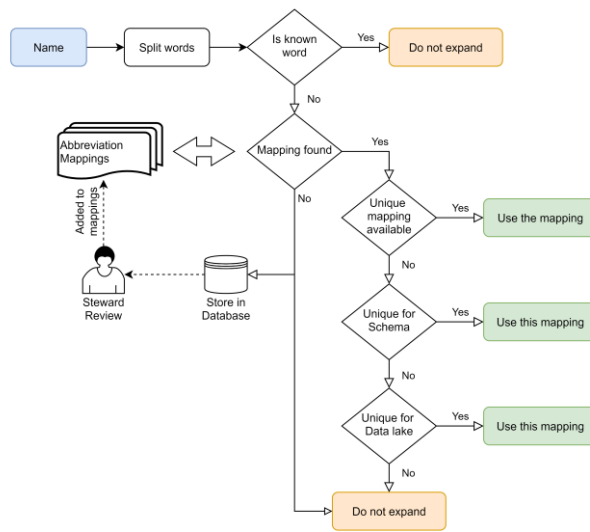 Name
Split words
Is known
word
Yes
Do not expand
No
Abbreviation
Mappings
Mapping found
Yes
No
Added to
mappings
Unique
mapping
available
Yes
Use the mapping
No
Steward
Review
Store in
Database
Unique for
Schema
Yes
Use this mapping
No
Unique for
Data lake
Yes
Use this mapping
No
Do not expand